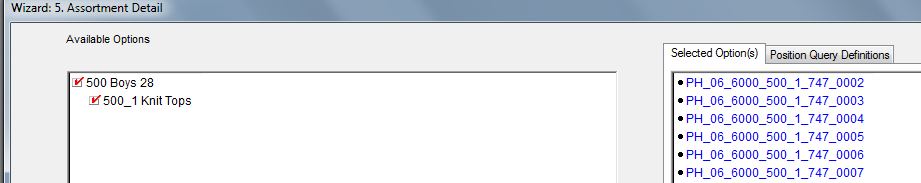 Wizard: 5. Assortment Detail
Available Options
500 Boys 28
500_1 Knit Tops
Selected Option(s)
Position Query Definitions
PH_06_6000_500_1_747_0002
PH_06_6000_500_1_747_0003
PH_06_6000_500_1_747_0004
PH_06_6000_500_1_747_0005
PH_06_6000_500_1_747_0006
PH_06_6000_500_1_747_0007